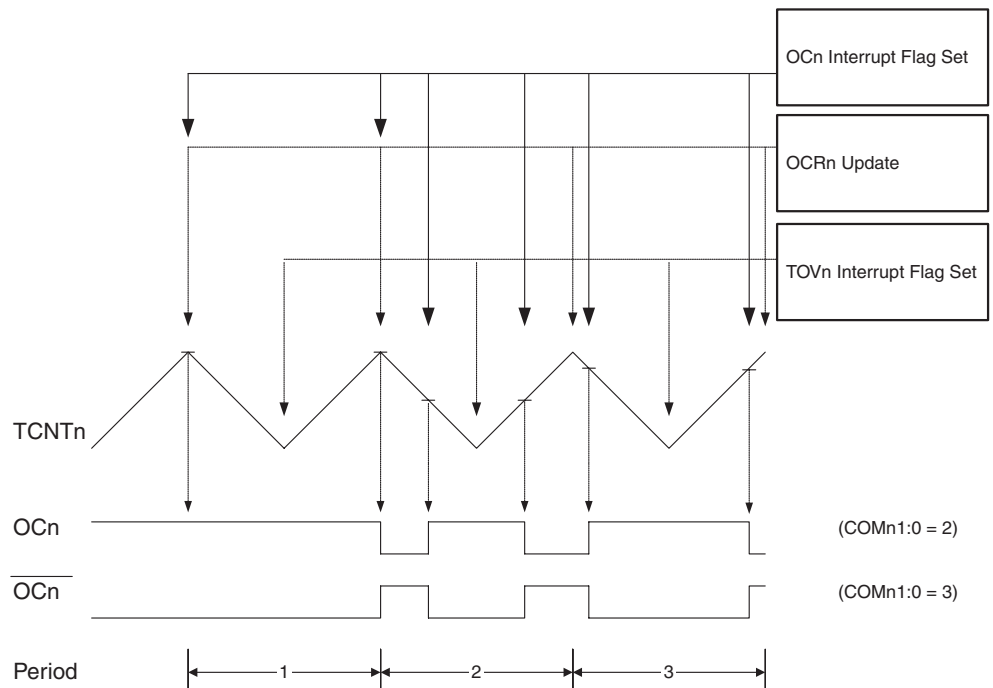 OCn Interrupt Flag Set
OCRn Update
TOVn Interrupt Flag Set
TCNTn
OCn
(COMn1:0 = 2)
OCn
(COMn1:0 = 3)
Period
1
2
3